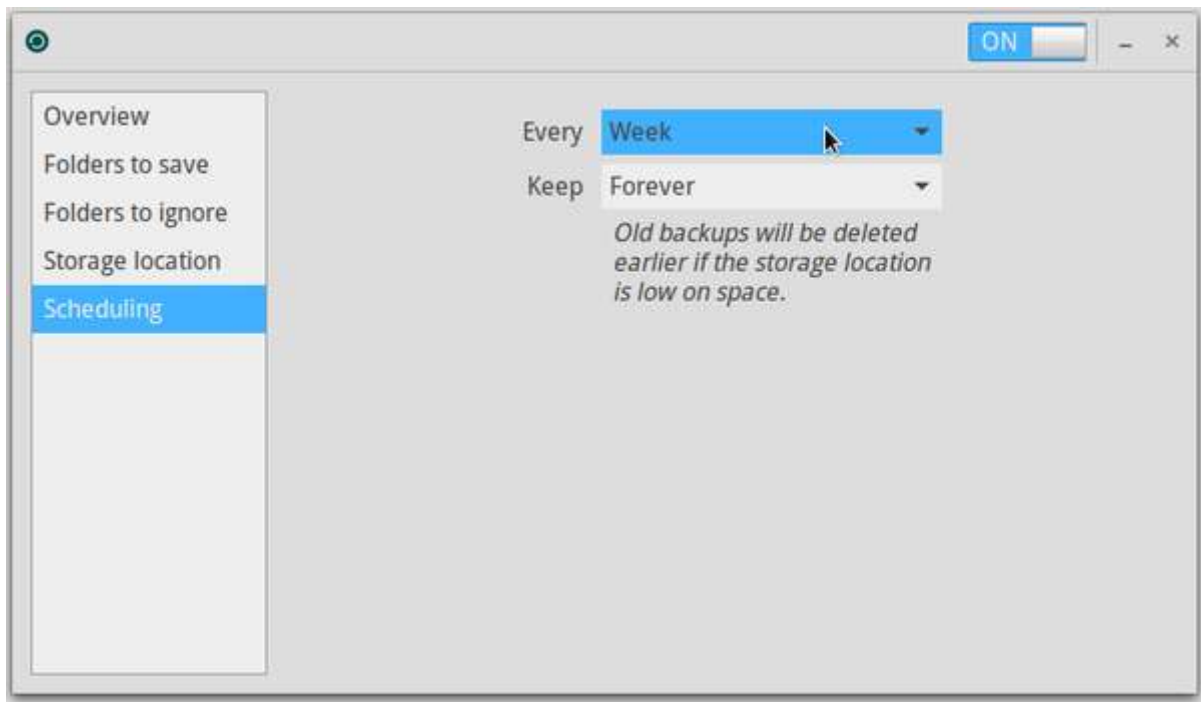 ON
Overview
Folders to save
Folders to ignore
Storage location
Scheduling
Every Week
Keep Forever
Old backups will be deleted
earlier if the storage location
is low on space.